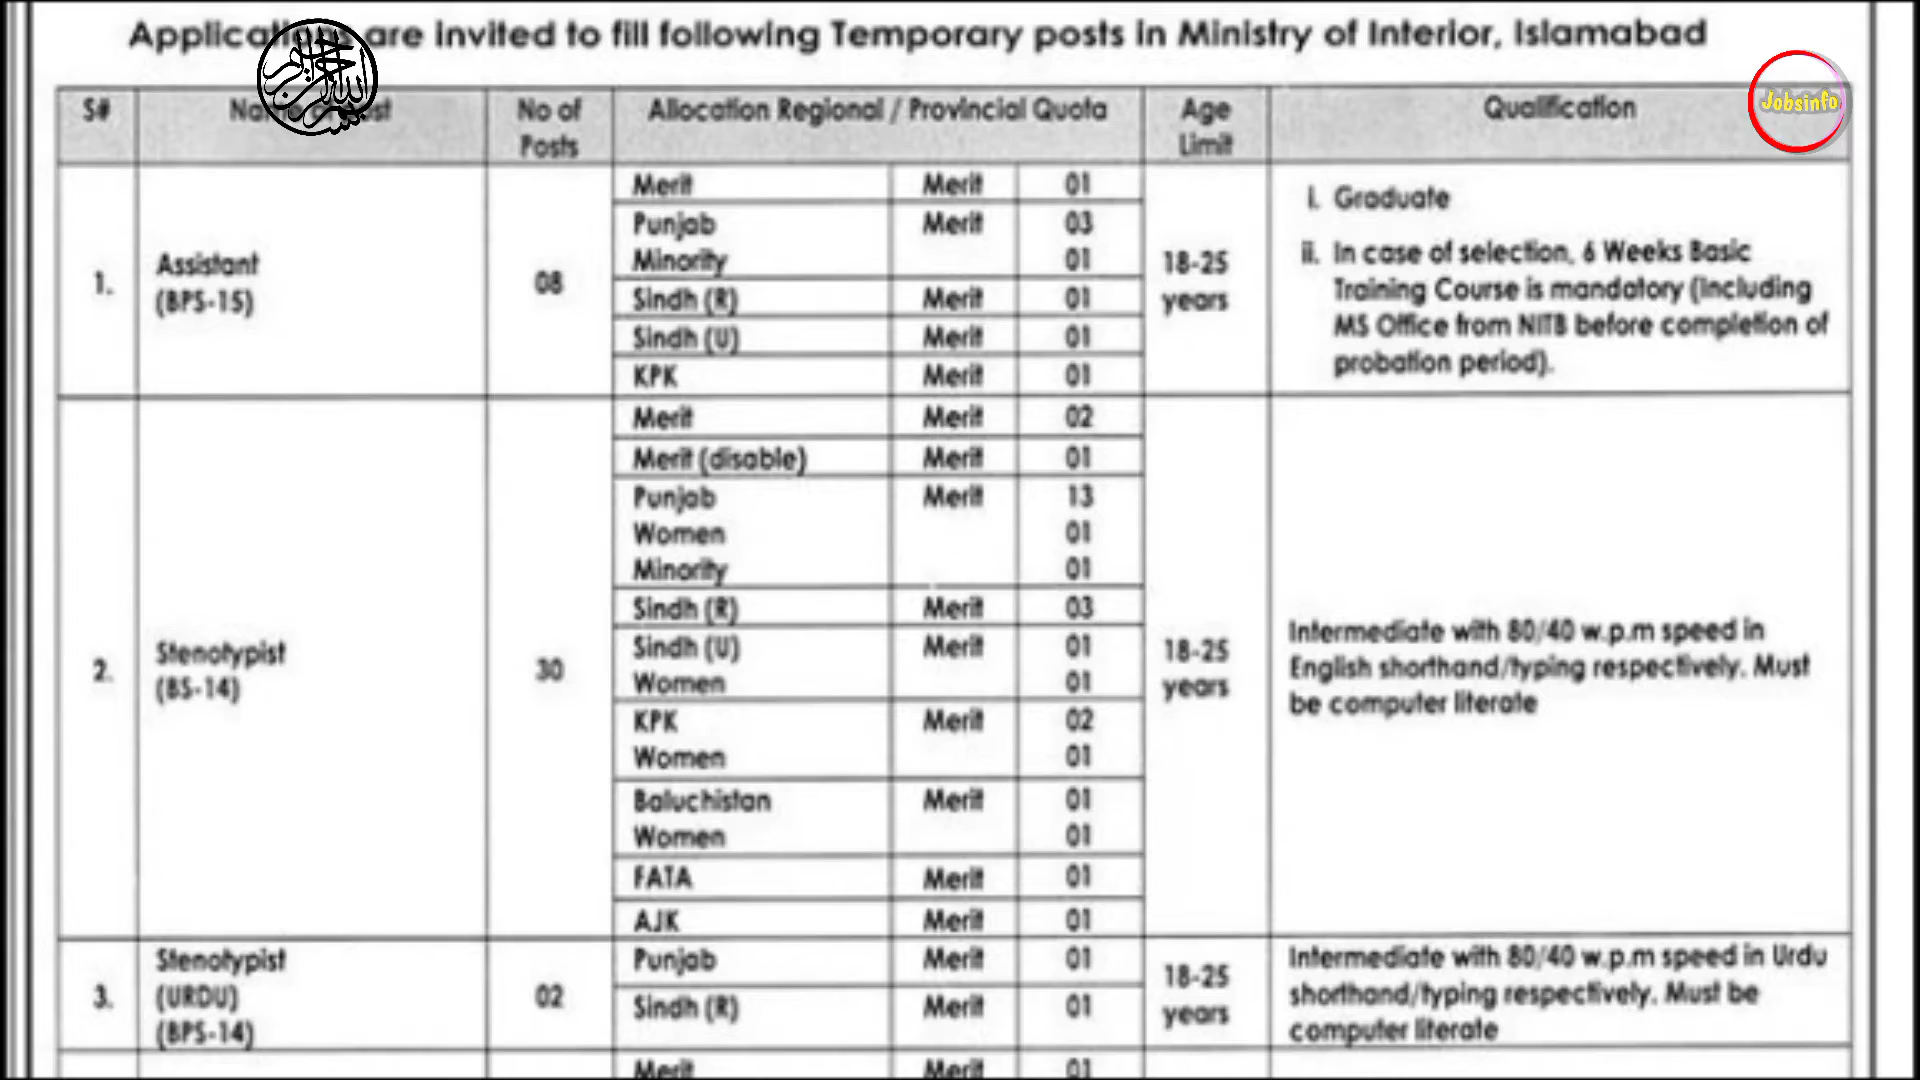 Applications are invited to fill following Temporary posts in Ministry of Interior, Islamabad
Jobsinfo
S# Name of Post No of Posts Allocation Regional / Provincial Quota Age Limit Qualification
1. Assistant (BPS-15) 08 18-25 years
Merit Merit 01
Punjab Merit 03
Minority 01
Sindh (R) Merit 01
Sindh (U) Merit 01
KPK Merit 01
i. Graduate
ii. In case of selection, 6 Weeks Basic
Training Course is mandatory (Including
MS Office from NITB before completion of
probation period).
2. Stenotypist (BS-14) 30 18-25 years
Merit Merit 02
Merit (disable) Merit 01
Punjab Merit 13
Women 01
Minority 01
Sindh (R) Merit 03
Sindh (U) Merit 01
Women 01
KPK Merit 02
Women 01
Baluchistan Merit 01
Women 01
FATA Merit 01
AJK Merit 01
Intermediate with 80/40 w.p.m speed in
English shorthand/typing respectively. Must
be computer literate
3. Stenotypist (URDU) (BPS-14) 02 18-25 years
Punjab Merit 01
Sindh (R) Merit 01
Intermediate with 80/40 w.p.m speed in Urdu
shorthand/typing respectively. Must be
computer literate
Merit Merit 01